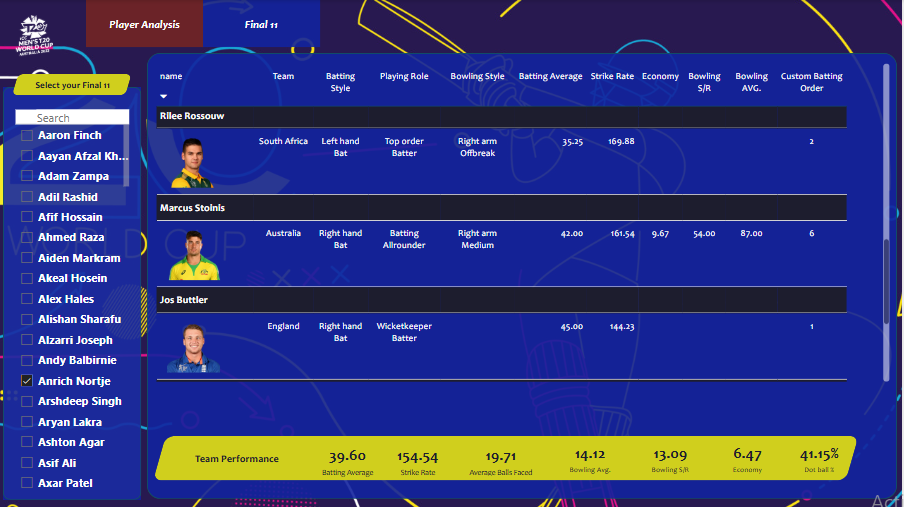 ICC
T20
MEN'S T20
WORLD CUP
AUSTRALIA 2022
Player Analysis
Final 11
Select your Final 11
Search
Aaron Finch
Aayan Afzal Kh...
Adam Zampa
Adil Rashid
Afif Hossain
Ahmed Raza
Aiden Markram
Akeal Hosein
Alex Hales
Alishan Sharafu
Alzarri Joseph
Andy Balbirnie
Anrich Nortje
Arshdeep Singh
Aryan Lakra
Ashton Agar
Asif Ali
Axar Patel
name Team Batting Style Playing Role Bowling Style Batting Average Strike Rate Economy Bowling S/R Bowling AVG. Custom Batting Order
Rilee Rossouw
South Africa Left hand Bat Top order Batter Right arm Offbreak 35.25 169.88 2
Marcus Stoinis
Australia Right hand Bat Batting Allrounder Right arm Medium 42.00 161.54 9.67 54.00 87.00 6
Jos Buttler
England Right hand Bat Wicketkeeper Batter 45.00 144.23 1
WORLD CUP
Team Performance
39.60 154.54 19.71 14.12 13.09 6.47 41.15%
Batting Average Strike Rate Average Balls Faced Bowling Avg. Bowling S/R Economy Dot ball %
Acti